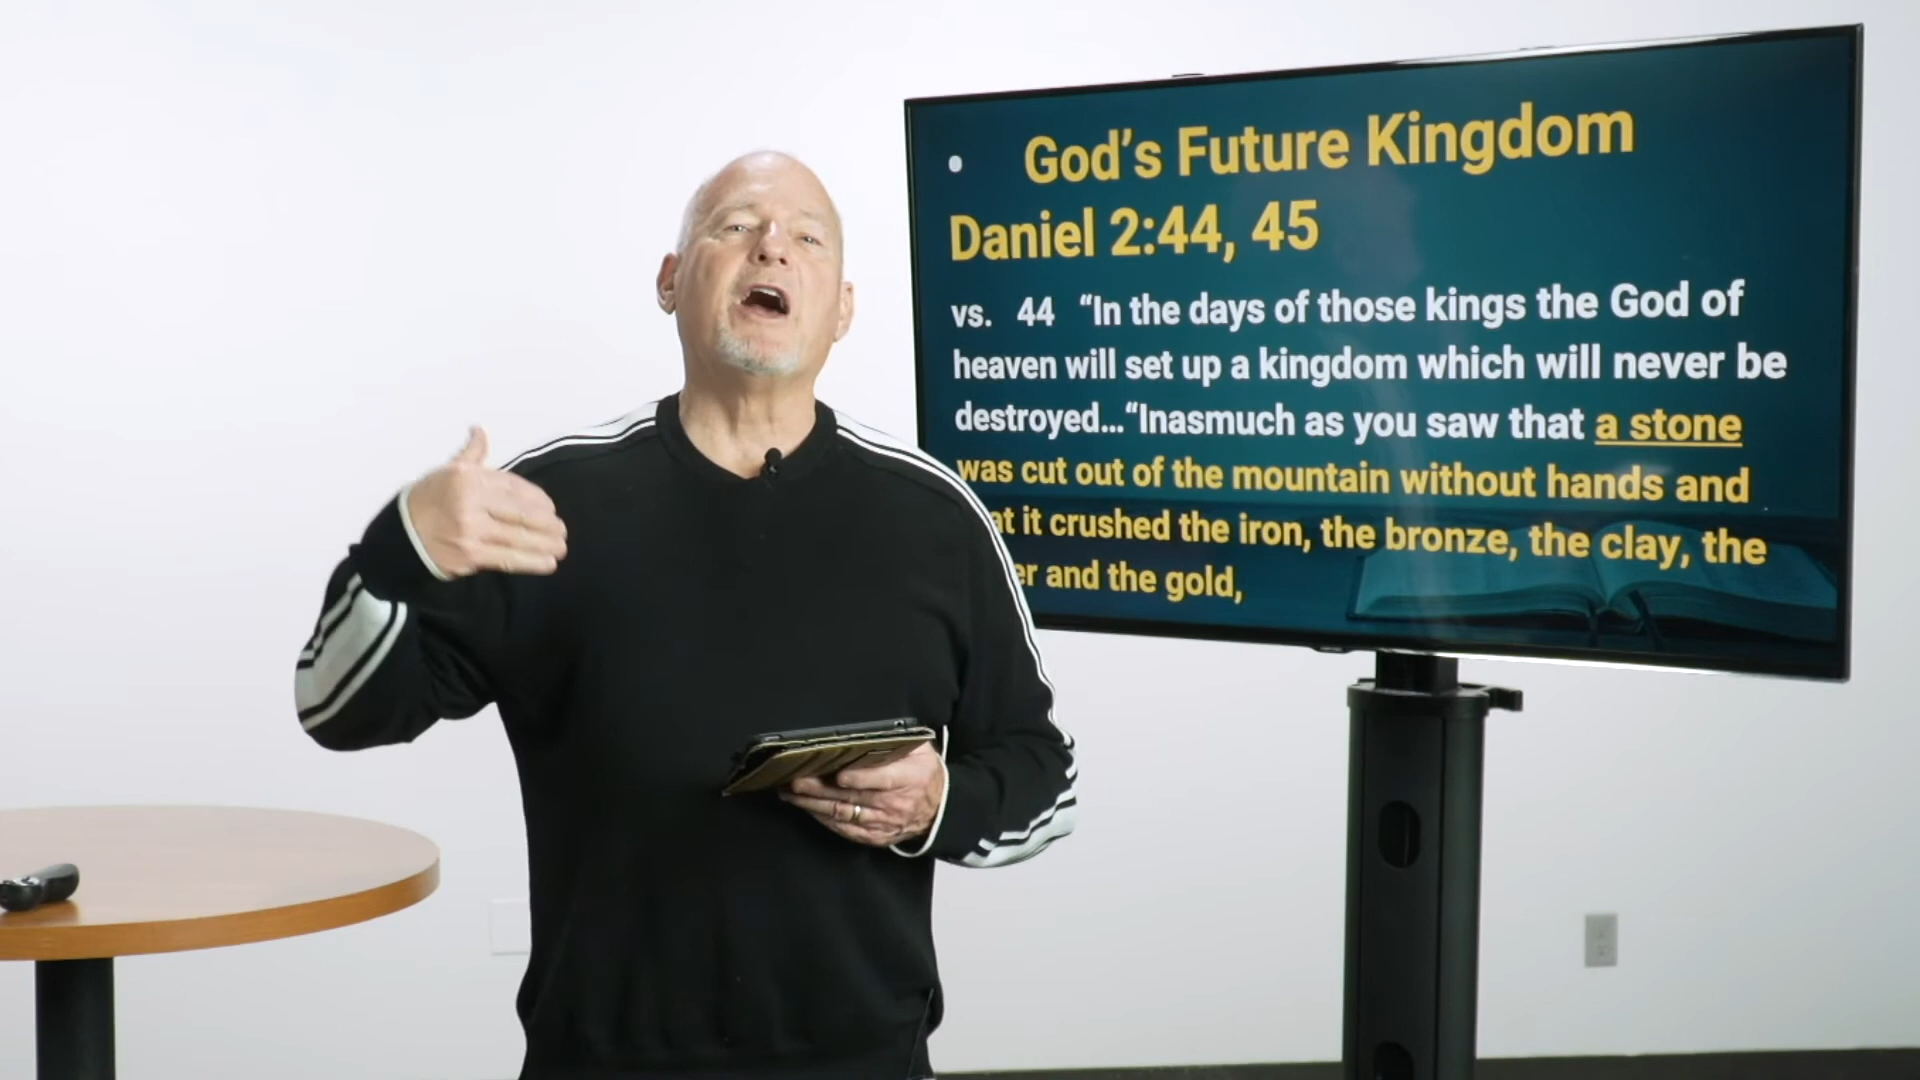 • God’s Future Kingdom
Daniel 2:44, 45
vs. 44 “In the days of those kings the God of
heaven will set up a kingdom which will never be
destroyed...“Inasmuch as you saw that a stone
was cut out of the mountain without hands and
it crushed the iron, the bronze, the clay, the
and the gold,